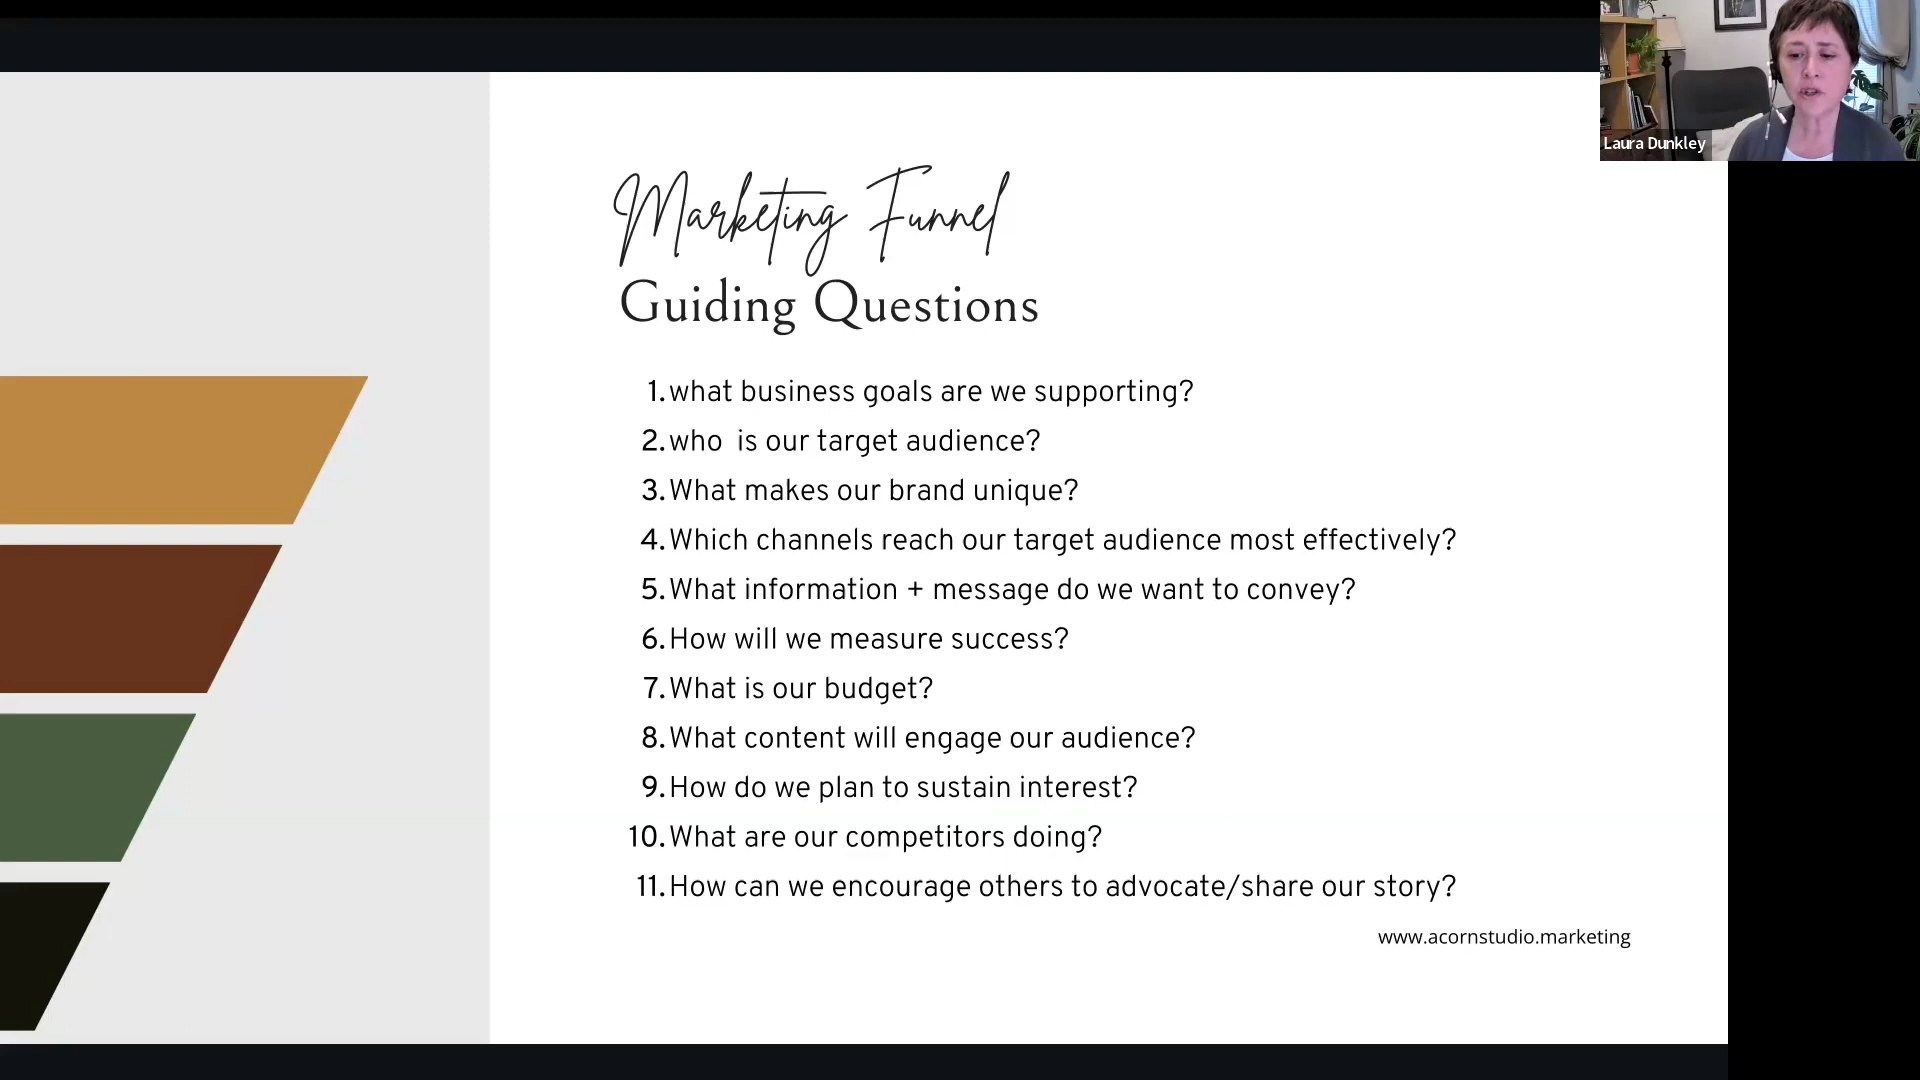 Laura Dunkley
Marketing Funnel
Guiding Questions
1. what business goals are we supporting?
2. who is our target audience?
3. What makes our brand unique?
4. Which channels reach our target audience most effectively?
5. What information + message do we want to convey?
6. How will we measure success?
7. What is our budget?
8. What content will engage our audience?
9. How do we plan to sustain interest?
10. What are our competitors doing?
11. How can we encourage others to advocate/share our story?
www.acornstudio.marketing